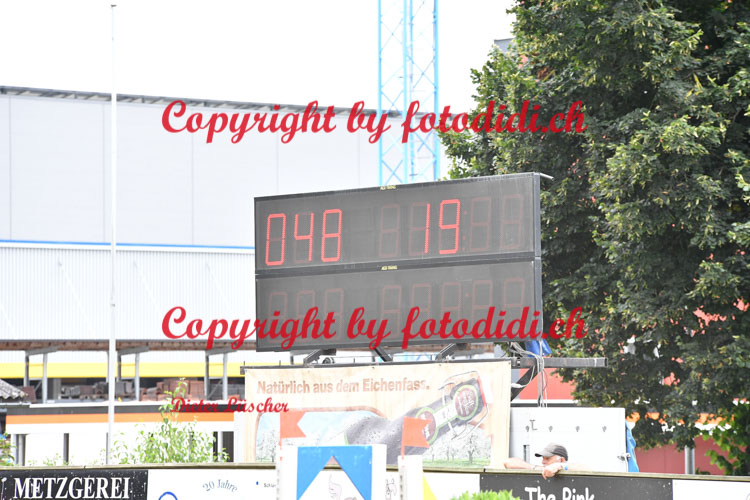 Copyright by fotodidi.ch
048 19
Copyright by fotodidi.ch
Natürlich aus dem Eichenfass.
Dieter Lüscher
METZGEREI
20 Jahre
The Pink